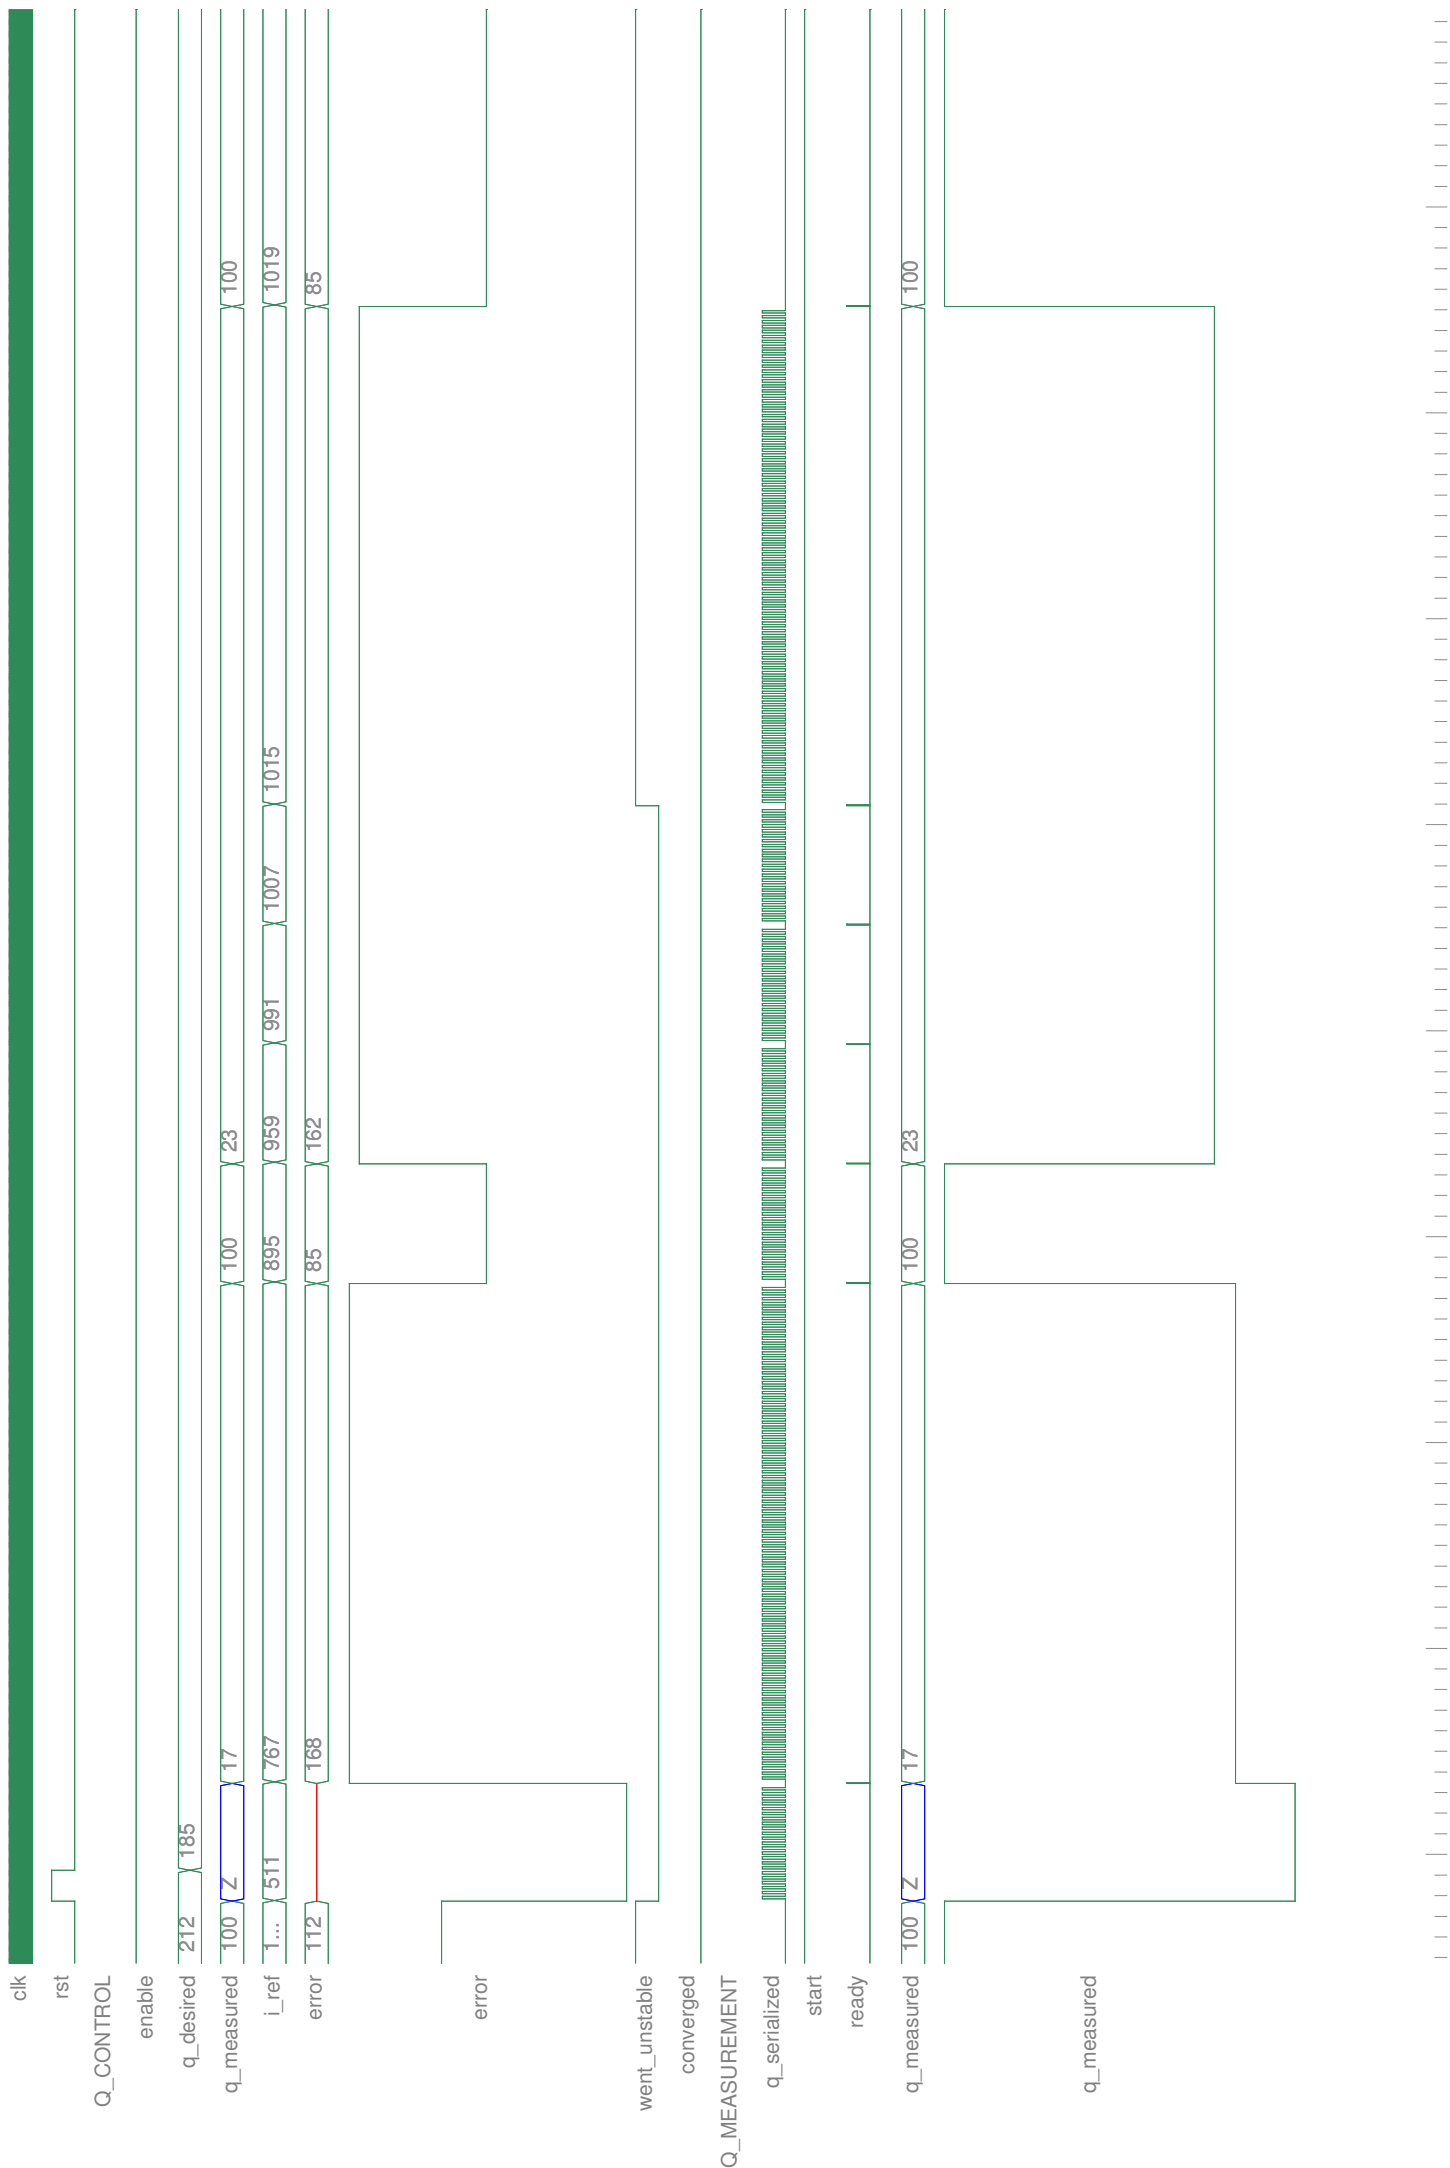 clk
rst
Q_CONTROL
enable
q_desired 212 185
q_measured 100 Z 17 100 23 100
i_ref 1... 511 767 895 959 991 1007 1015 1019
error 112 168 85 162 85
error
went_unstable
converged
Q_MEASUREMENT
q_serialized
start
ready
q_measured 100 Z 17 100 23 100
q_measured